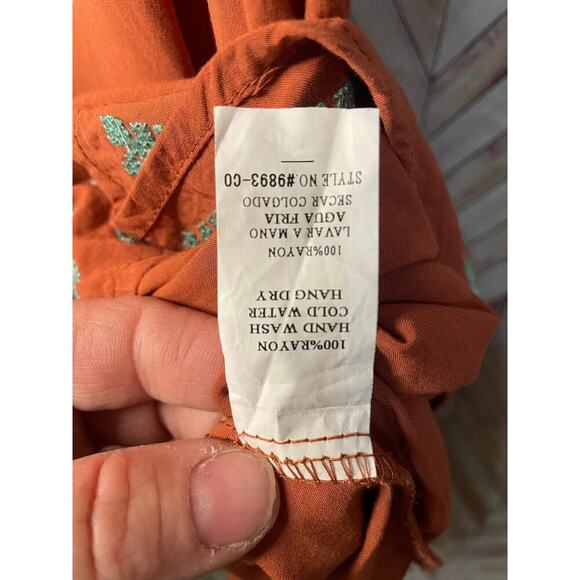 100%RAYON
HAND WASH
COLD WATER
HANG DRY
100%RAYON
LAVAR A MANO
AGUA FRIA
SECAR COLGADO
STYLE NO.#9893-CO